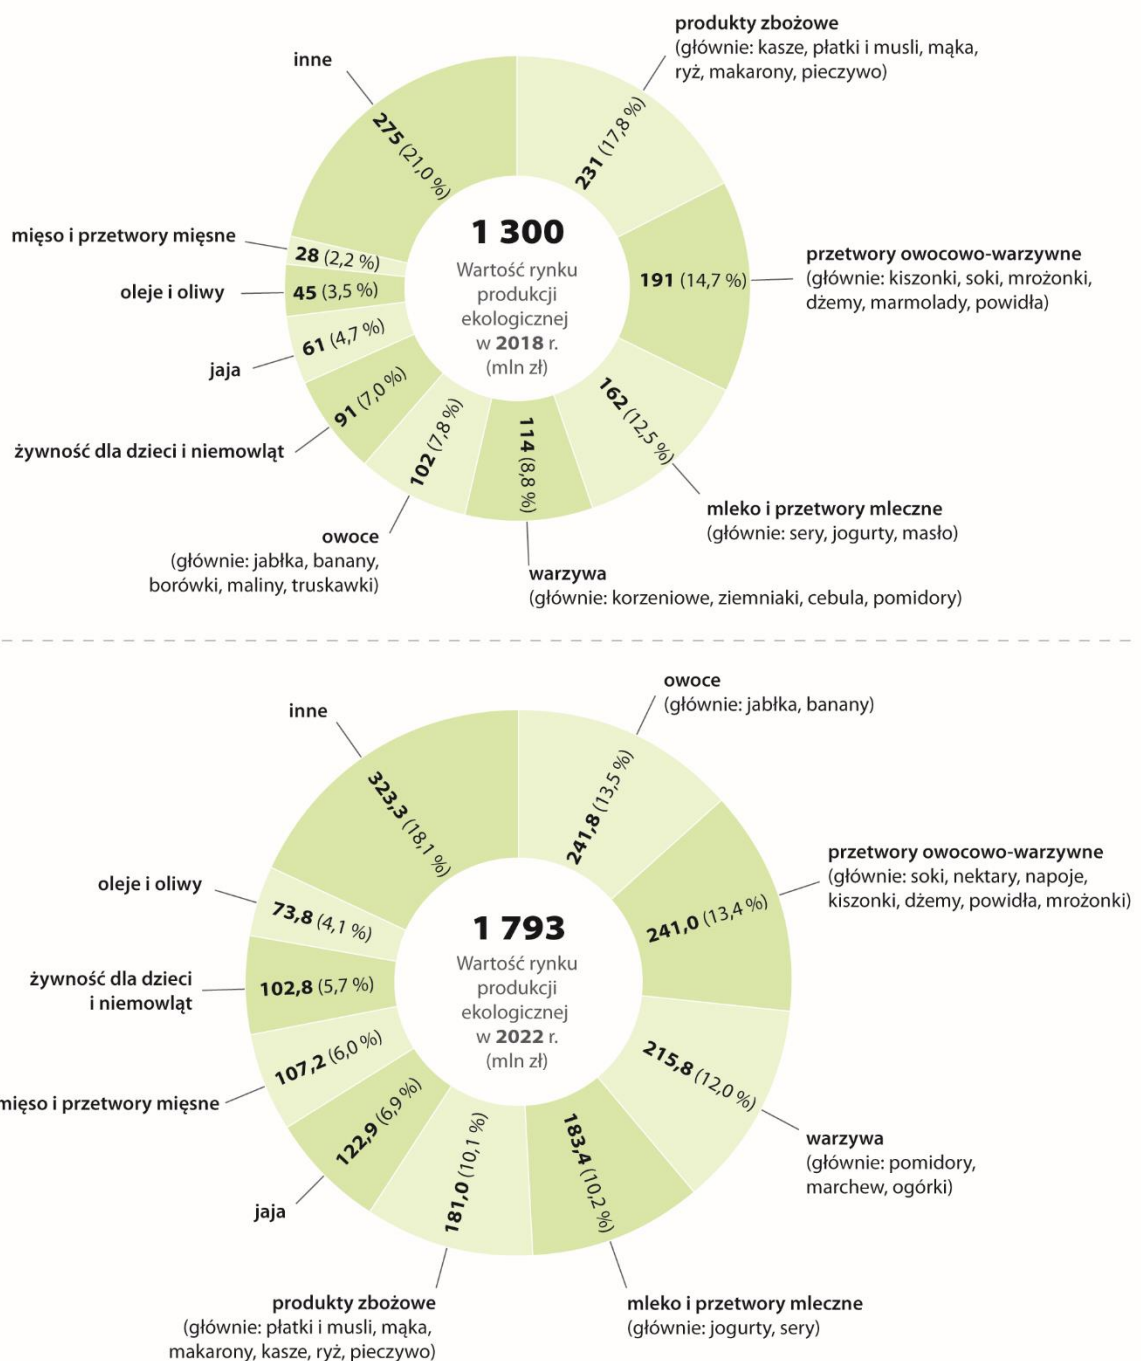 produkty zbożowe
(głównie: kasze, płatki i musli, mąka,
ryż, makarony, pieczywo)
inne
275 (21,0 %)
231 (17,8 %)
mięso i przetwory mięsne
28 (2,2 %)
1 300
Wartość rynku
produkcji
ekologicznej
w 2018 r.
(mln zł)
191 (14,7 %)
przetwory owocowo-warzywne
(głównie: kiszonki, soki, mrożonki,
dżemy, marmolady, powidła)
oleje i oliwy
45 (3,5 %)
61 (4,7 %)
jaja
91 (7,0 %)
162 (12,5 %)
żywność dla dzieci i niemowląt
102 (7,8 %)
114 (8,8 %)
mleko i przetwory mleczne
(głównie: sery, jogurty, masło)
owoce
(głównie: jabłka, banany,
borówki, maliny, truskawki)
warzywa
(głównie: korzeniowe, ziemniaki, cebula, pomidory)
owoce
(głównie: jabłka, banany)
inne
323,3 (18,1 %)
241,8 (13,5 %)
przetwory owocowo-warzywne
(głównie: soki, nektary, napoje,
kiszonki, dżemy, powidła, mrożonki)
oleje i oliwy
73,8 (4,1 %)
241,0 (13,4 %)
1 793
Wartość rynku
produkcji
ekologicznej
w 2022 r.
(mln zł)
żywność dla dzieci
i niemowląt
102,8 (5,7 %)
107,2 (6,0 %)
215,8 (12,0 %)
mięso i przetwory mięsne
122,9 (6,9 %)
181,0 (10,1 %)
183,4 (10,2 %)
warzywa
(głównie: pomidory,
marchew, ogórki)
jaja
produkty zbożowe
(głównie: płatki i musli, mąka,
makarony, kasze, ryż, pieczywo)
mleko i przetwory mleczne
(głównie: jogurty, sery)